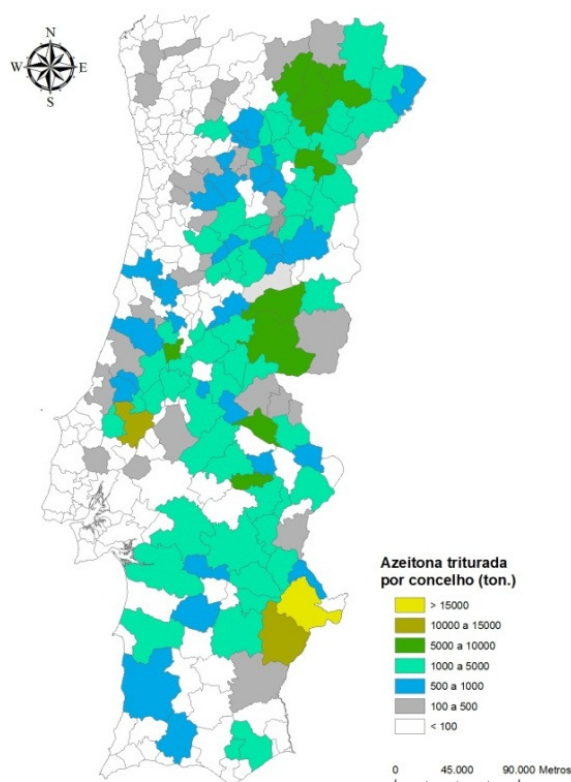 N
W E
S
Azeitona triturada
por concelho (ton.)
> 15000
10000 a 15000
5000 a 10000
1000 a 5000
500 a 1000
100 a 500
< 100
0 45.000 90.000 Metros